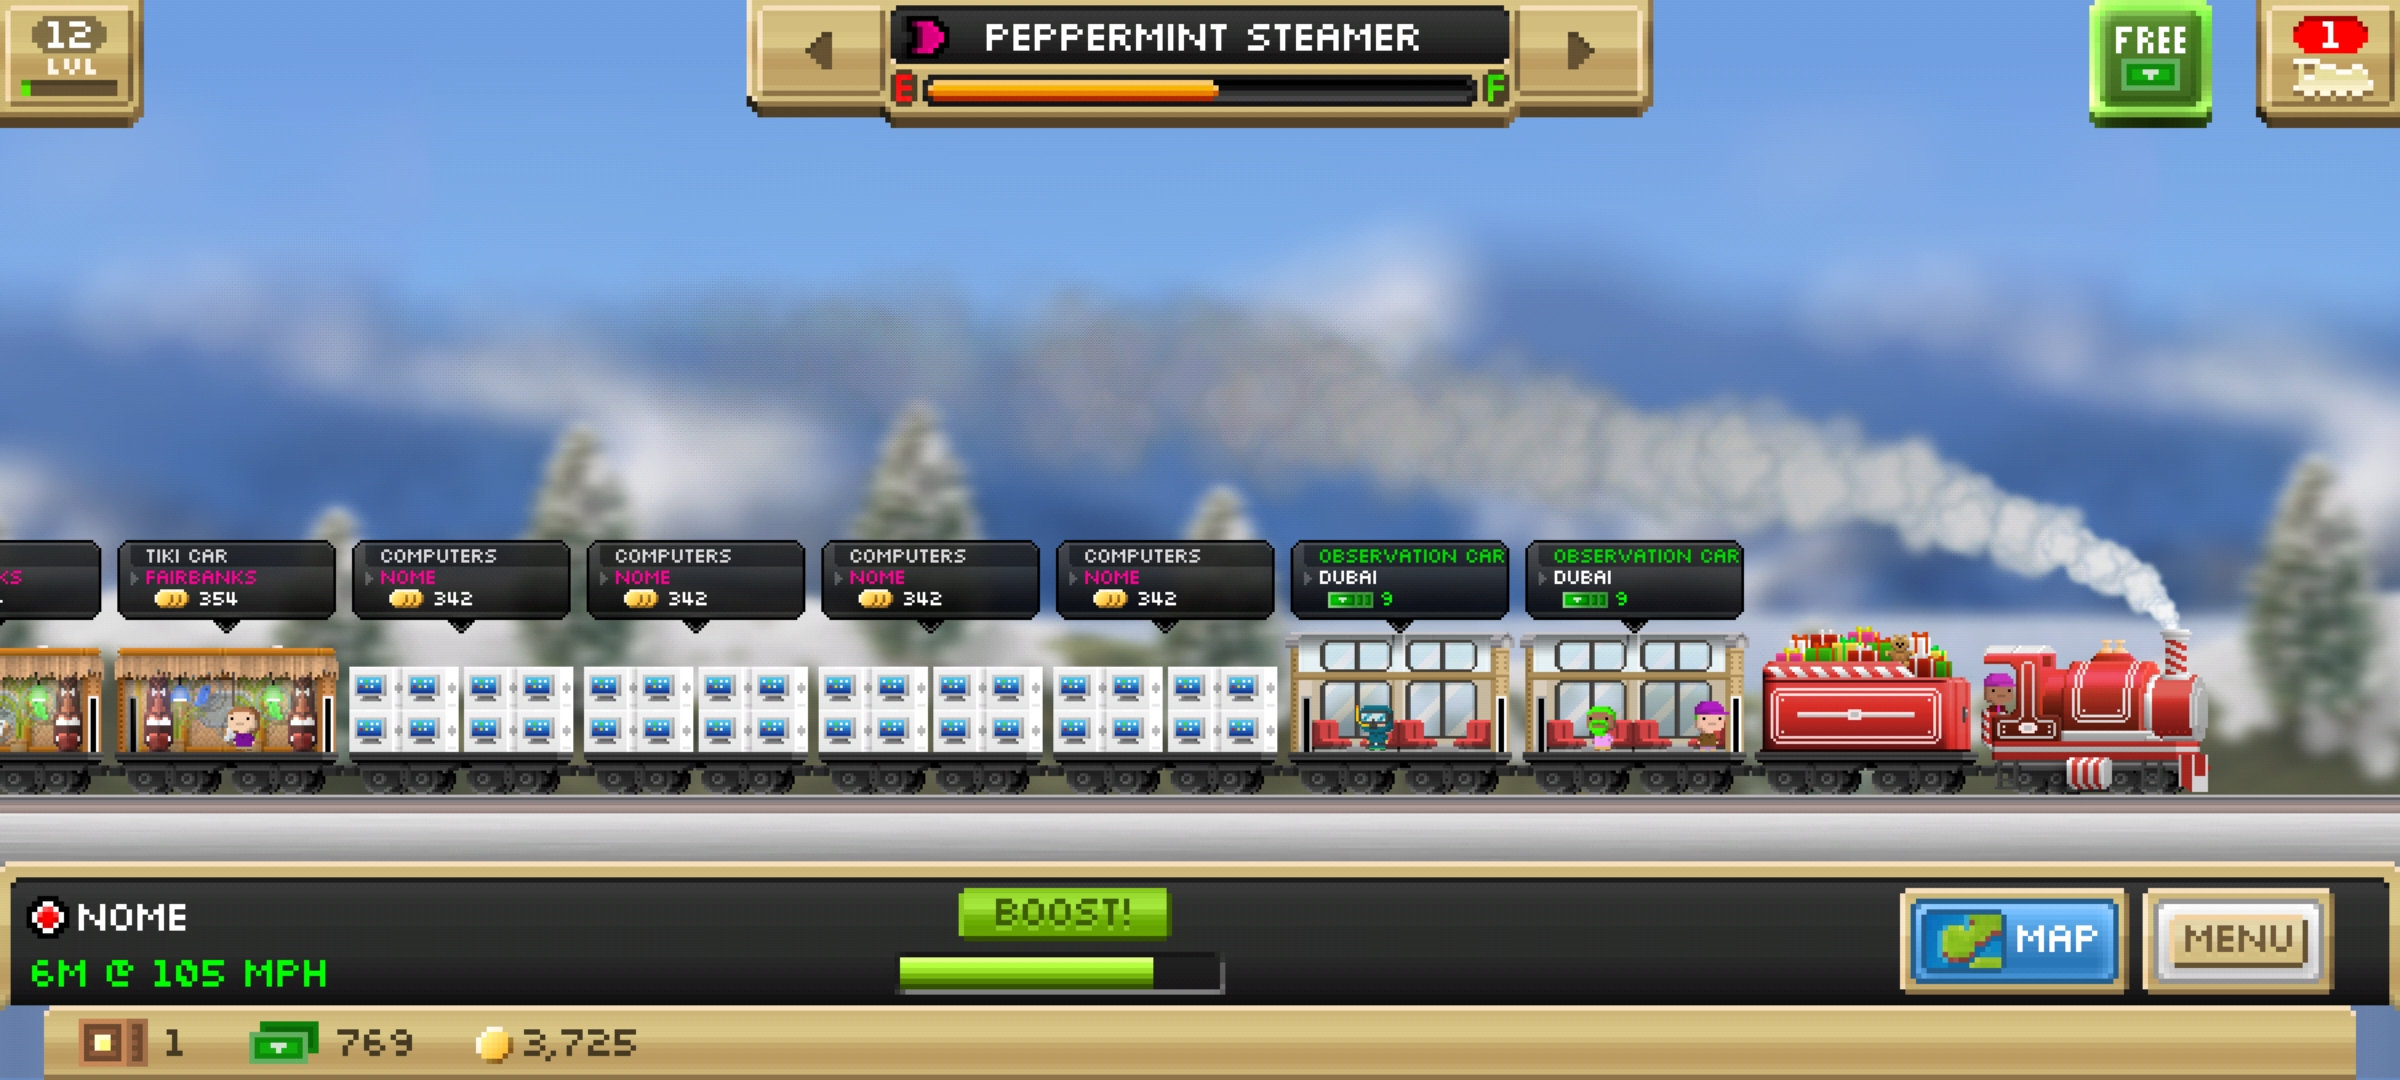 12
LVL
PEPPERMINT STEAMER
E F
FREE
1
KS
TIKI CAR
FAIRBANKS
354
COMPUTERS
NOME
342
COMPUTERS
NOME
342
COMPUTERS
NOME
342
COMPUTERS
NOME
342
OBSERVATION CAR
DUBAI
9
OBSERVATION CAR
DUBAI
9
NOME
6M @ 105 MPH
BOOST!
MAP
MENU
1
769
3,725